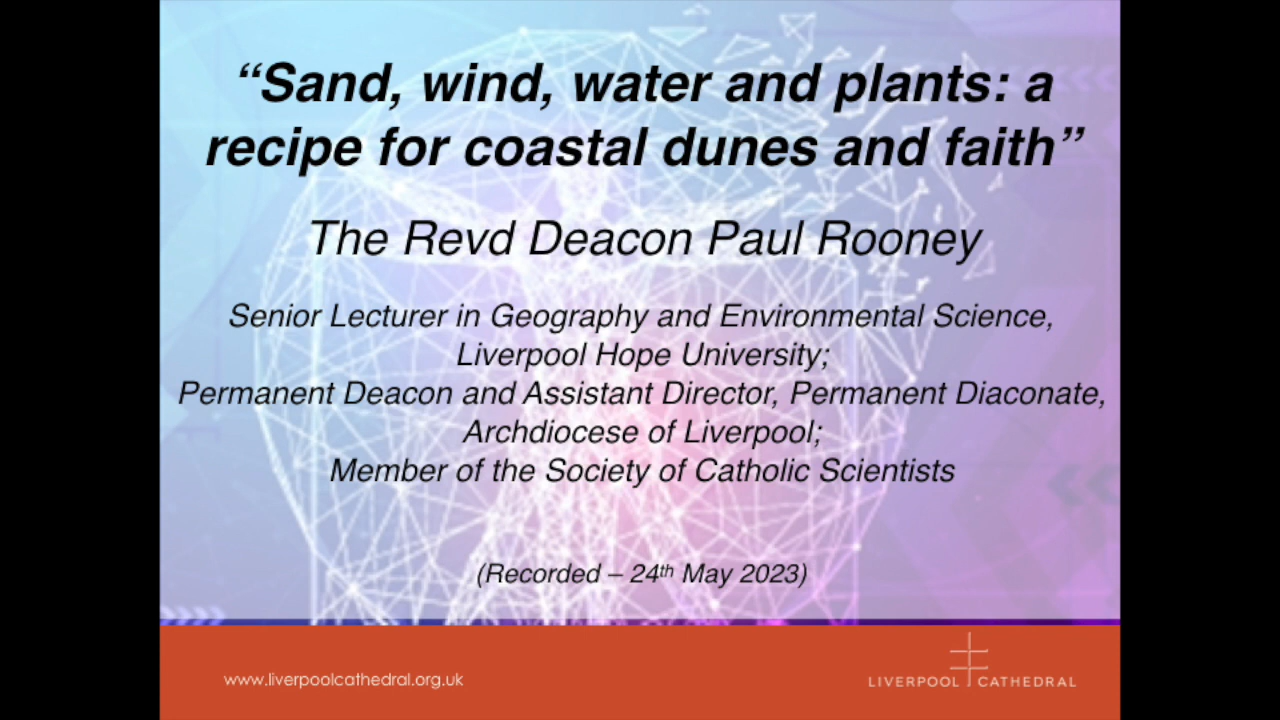 “Sand, wind, water and plants: a
recipe for coastal dunes and faith”
The Revd Deacon Paul Rooney
Senior Lecturer in Geography and Environmental Science,
Liverpool Hope University;
Permanent Deacon and Assistant Director, Permanent Diaconate,
Archdiocese of Liverpool;
Member of the Society of Catholic Scientists
(Recorded – 24th May 2023)
www.liverpoolcathedral.org.uk
LIVERPOOL CATHEDRAL